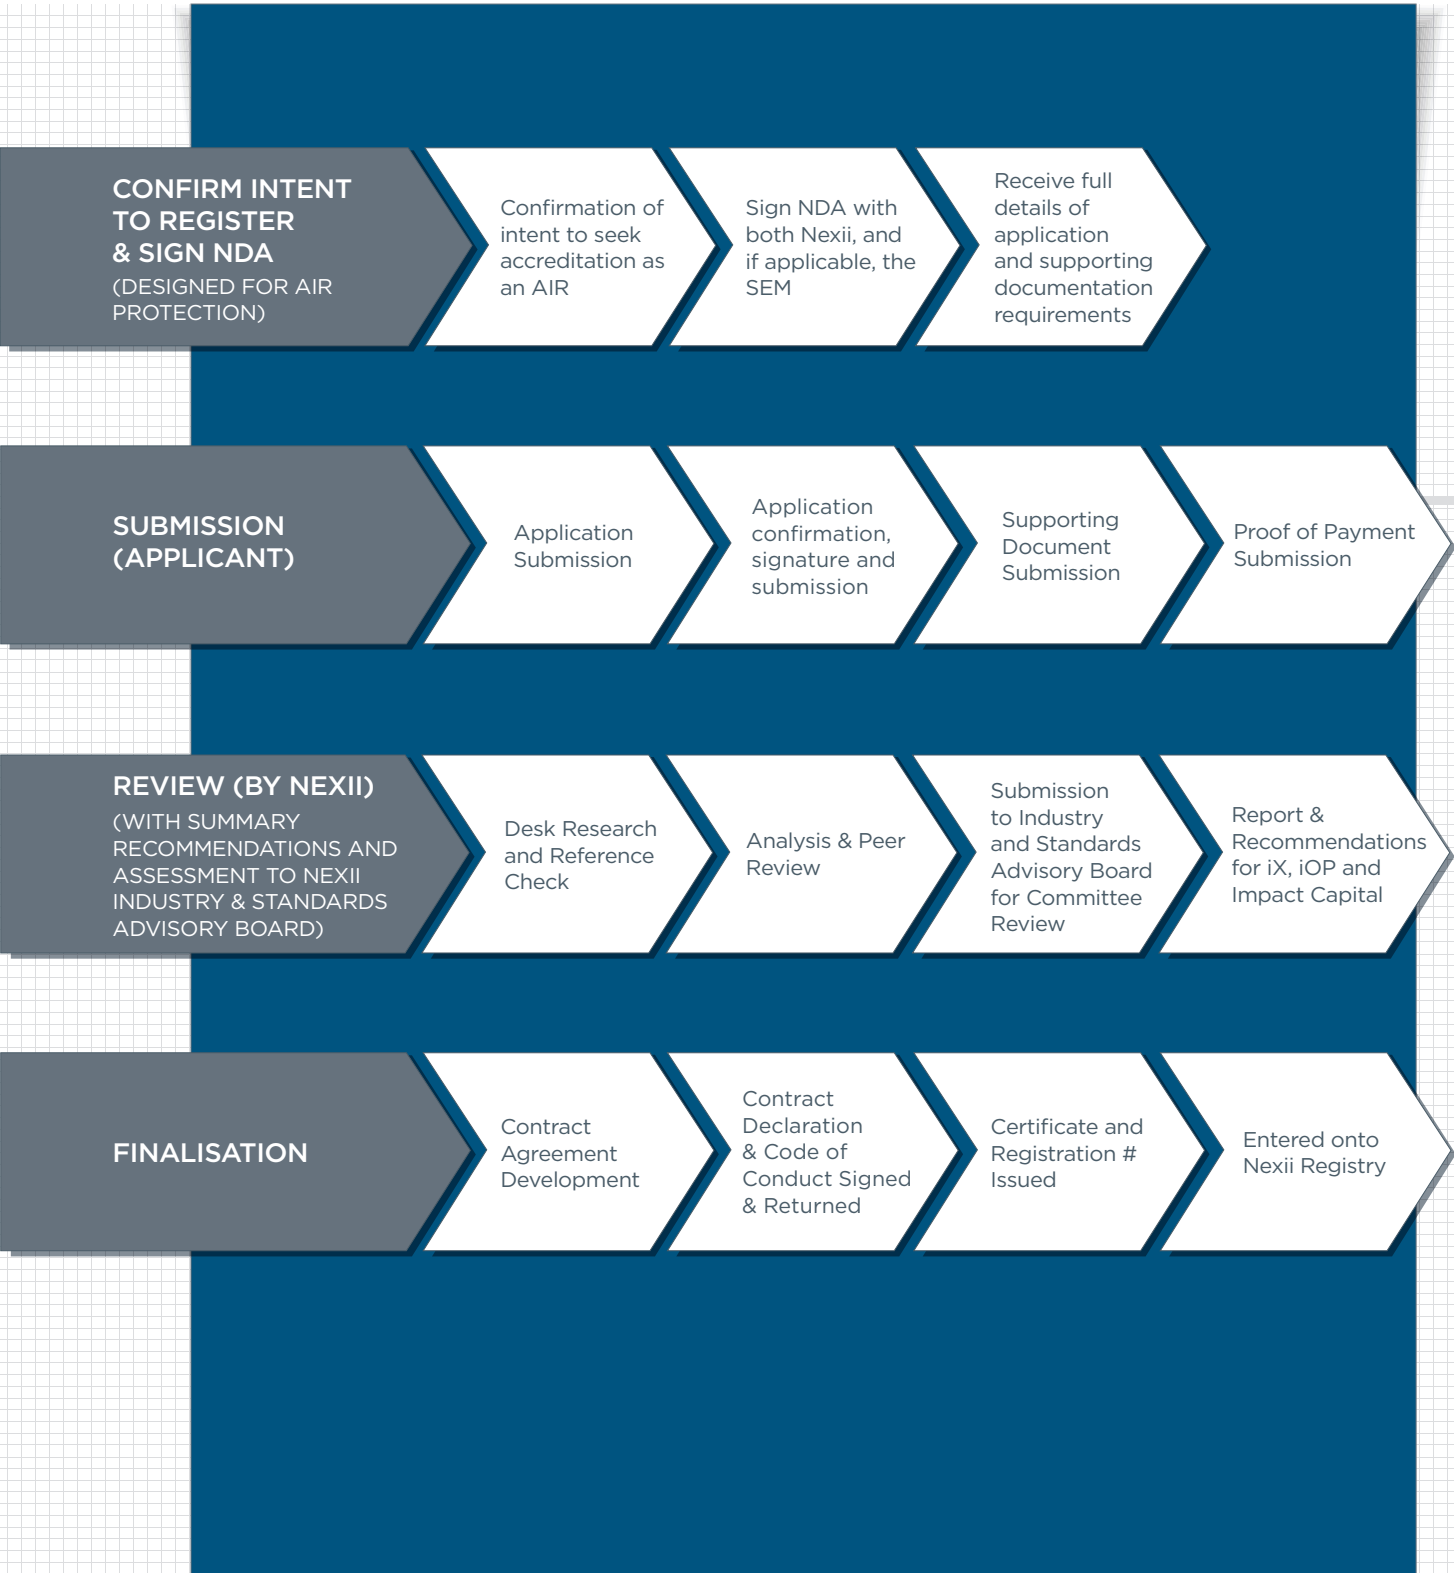 CONFIRM INTENT
TO REGISTER
& SIGN NDA
(DESIGNED FOR AIR
PROTECTION)
Confirmation of
intent to seek
accreditation as
an AIR
Sign NDA with
both Nexii, and
if applicable, the
SEM
Receive full
details of
application
and supporting
documentation
requirements
SUBMISSION
(APPLICANT)
Application
Submission
Application
confirmation,
signature and
submission
Supporting
Document
Submission
Proof of Payment
Submission
REVIEW (BY NEXII)
(WITH SUMMARY
RECOMMENDATIONS AND
ASSESSMENT TO NEXII
INDUSTRY & STANDARDS
ADVISORY BOARD)
Desk Research
and Reference
Check
Analysis & Peer
Review
Submission
to Industry
and Standards
Advisory Board
for Committee
Review
Report &
Recommendations
for iX, iOP and
Impact Capital
FINALISATION
Contract
Agreement
Development
Contract
Declaration
& Code of
Conduct Signed
& Returned
Certificate and
Registration #
Issued
Entered onto
Nexii Registry